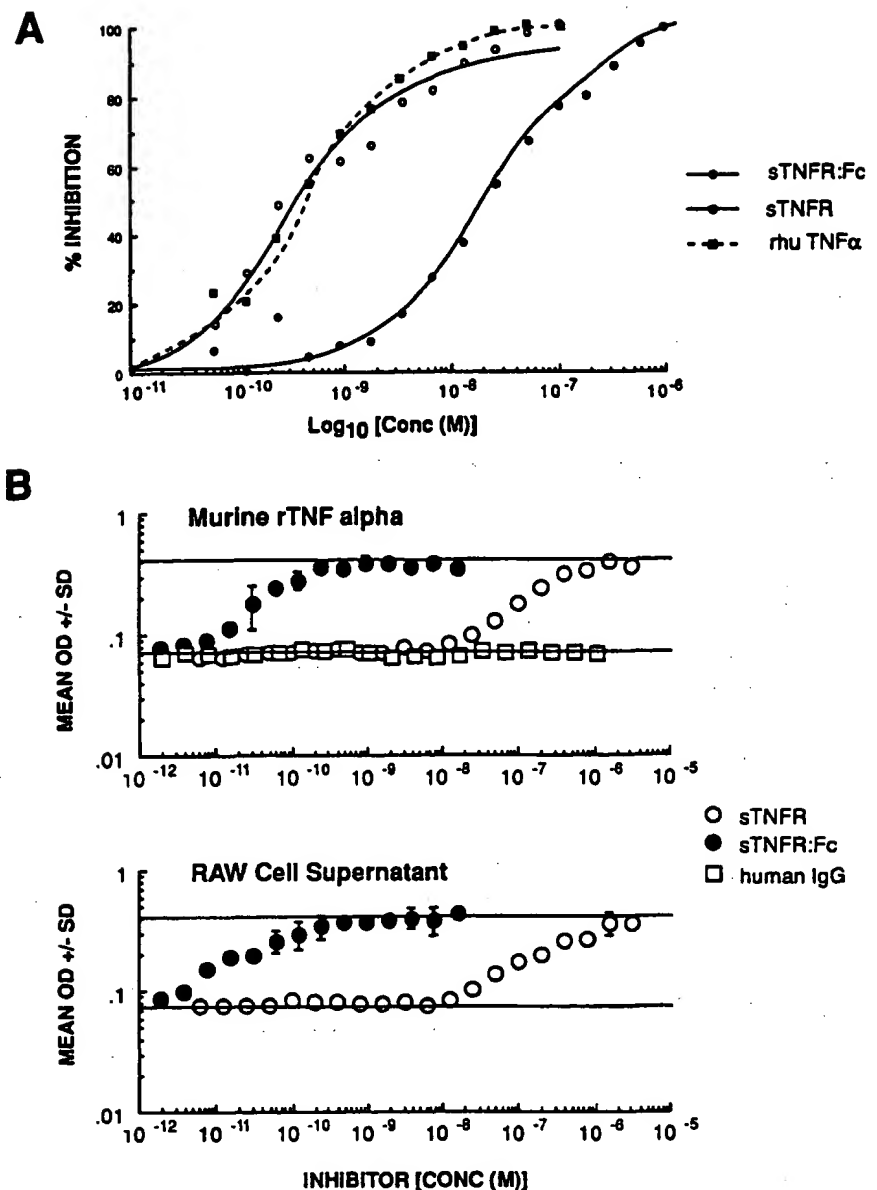 A
% INHIBITION
100
80
60
40
20
0
10-11
10-10
10-9
10-8
10-7
10-6
Log10 [Conc (M)]
sTNFR:Fc
sTNFR
rhu TNFα
B
Murine rTNF alpha
MEAN OD +/- SD
1
.1
.01
10-12
10-11
10-10
10-9
10-8
10-7
10-6
10-5
sTNFR
sTNFR:Fc
human IgG
RAW Cell Supernatant
MEAN OD +/- SD
1
.1
.01
10-12
10-11
10-10
10-9
10-8
10-7
10-6
10-5
INHIBITOR [CONC (M)]